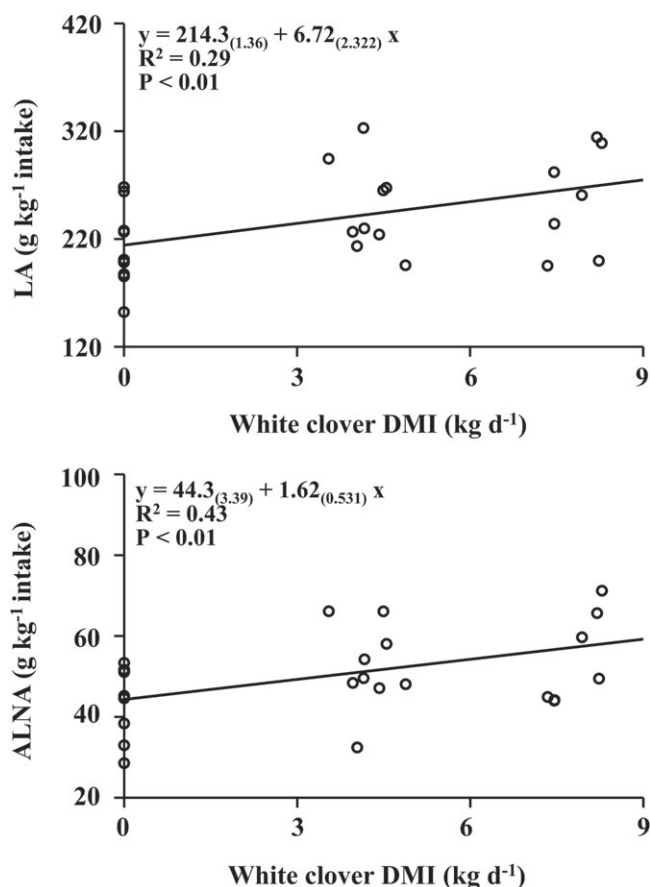 420
y = 214.3(1.36) + 6.72(2.322) x
R² = 0.29
P < 0.01
320
220
120
LA (g kg⁻¹ intake)
0 3 6 9
White clover DMI (kg d⁻¹)
100
y = 44.3(3.39) + 1.62(0.531) x
R² = 0.43
P < 0.01
80
60
40
20
ALNA (g kg⁻¹ intake)
0 3 6 9
White clover DMI (kg d⁻¹)